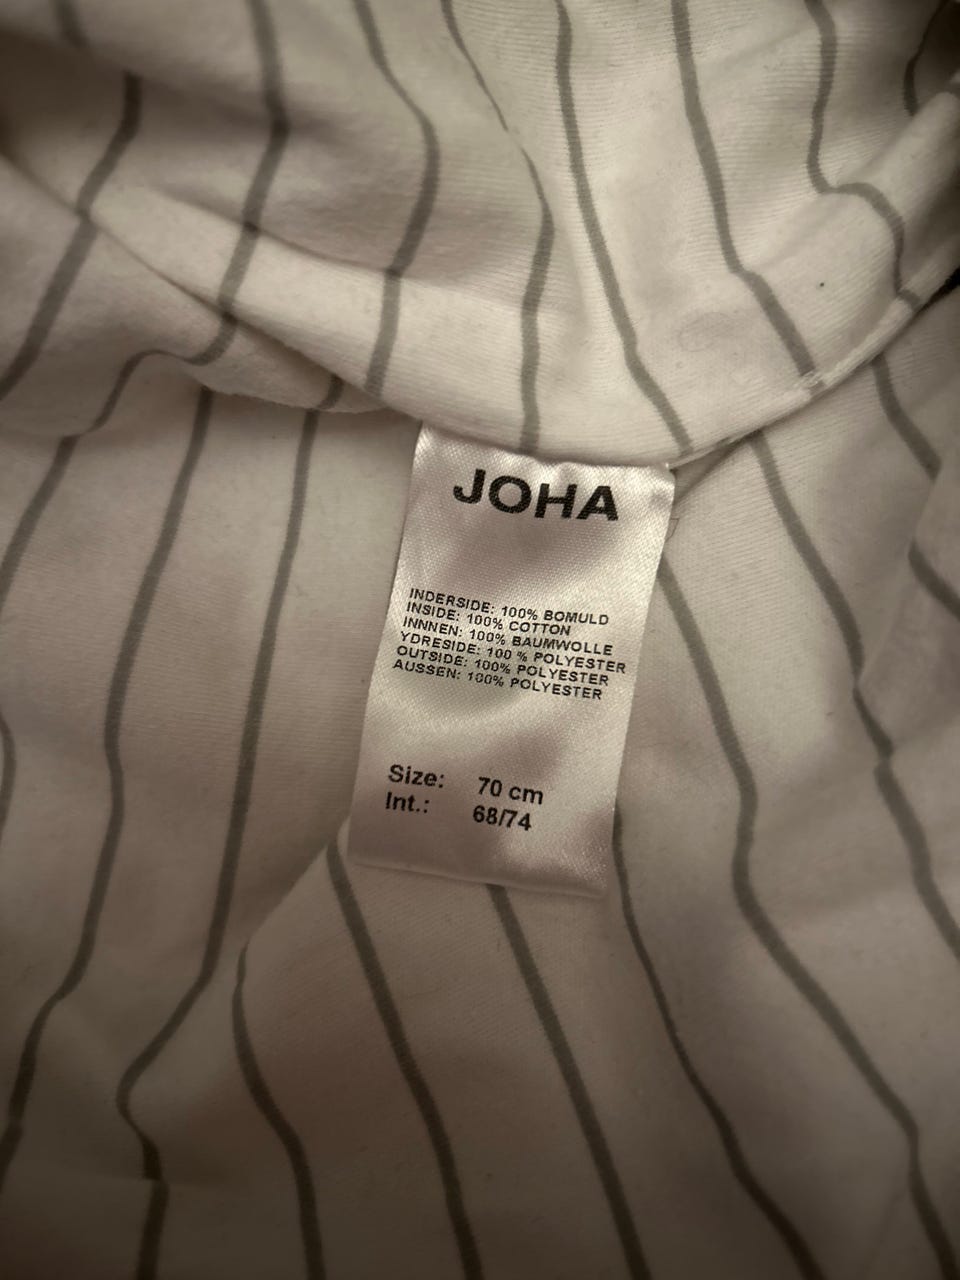 JOHA
INDERSIDE: 100% BOMULD
INSIDE: 100% COTTON
INNNEN: 100% BAUMWOLLE
YDRESIDE: 100 % POLYESTER
OUTSIDE: 100% POLYESTER
AUSSEN: 100% POLYESTER
Size: 70 cm
Int.: 68/74